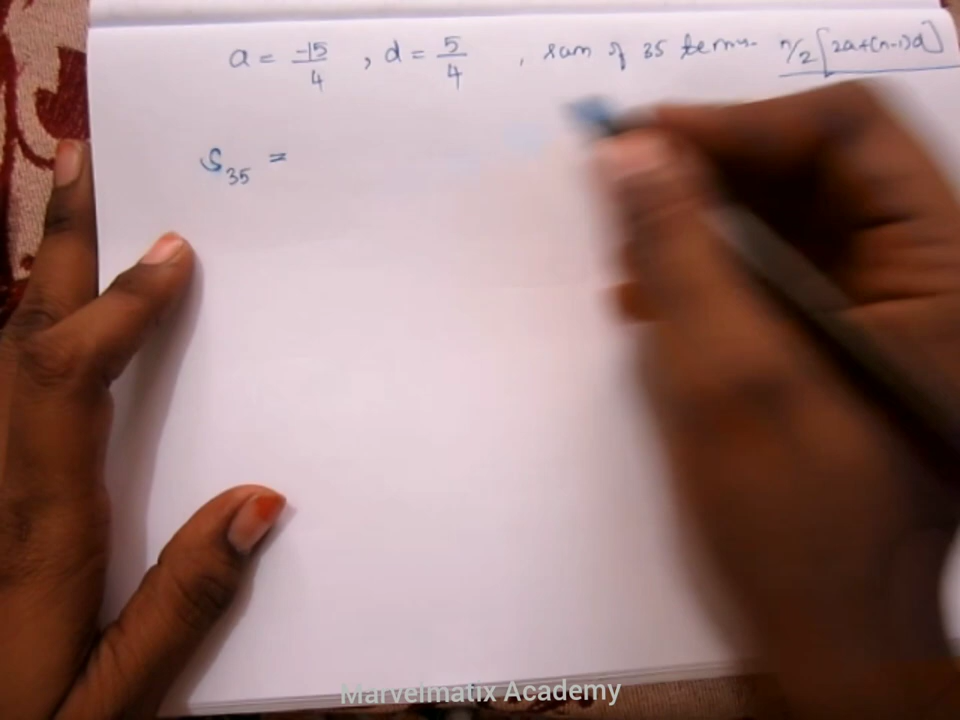 a = -15/4 , d = 5/4 , sum of 35 terms n/2[2a+(n-1)d]
S35 =
Marvelmatix Academy